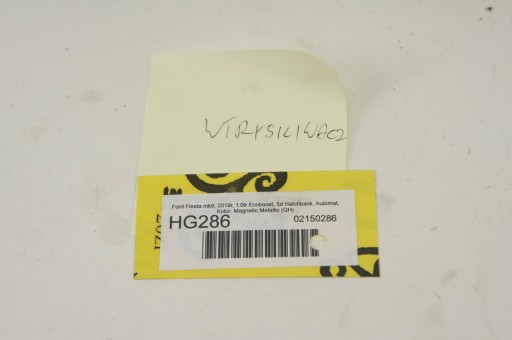 WTRYSKIWACZ
Ford Fiesta mk8, 2019r, 1.0b Ecoboost, 5d Hatchback, Automat,
Kolor: Magnetic Metallic (GH)
HG286 02150286